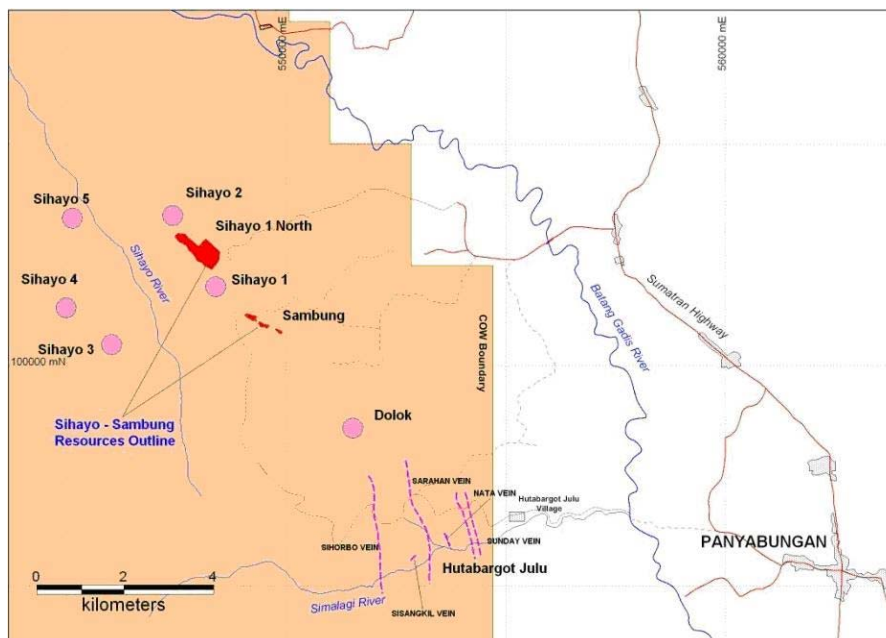 550000 mE
560000 mE
Sihayo 5
Sihayo 2
Sihayo 1 North
Sihayo River
Sihayo 4
Sihayo 1
Sambung
Sihayo 3
100000 mN
COW Boundary
Batang Gadis River
Sumatran Highway
Sihayo - Sambung
Resources Outline
Dolok
SARAHAN VEIN
NATA VEIN
Hutabargot Julu
Village
SIHORBO VEIN
SUNDAY VEIN
PANYABUNGAN
Hutabargot Julu
0 2 4
kilometers
Simalagi River
SISANGKIL VEIN